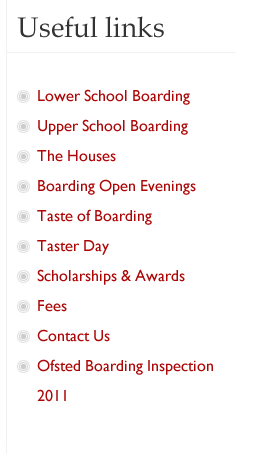 Useful links
Lower School Boarding
Upper School Boarding
The Houses
Boarding Open Evenings
Taste of Boarding
Taster Day
Scholarships & Awards
Fees
Contact Us
Ofsted Boarding Inspection
2011